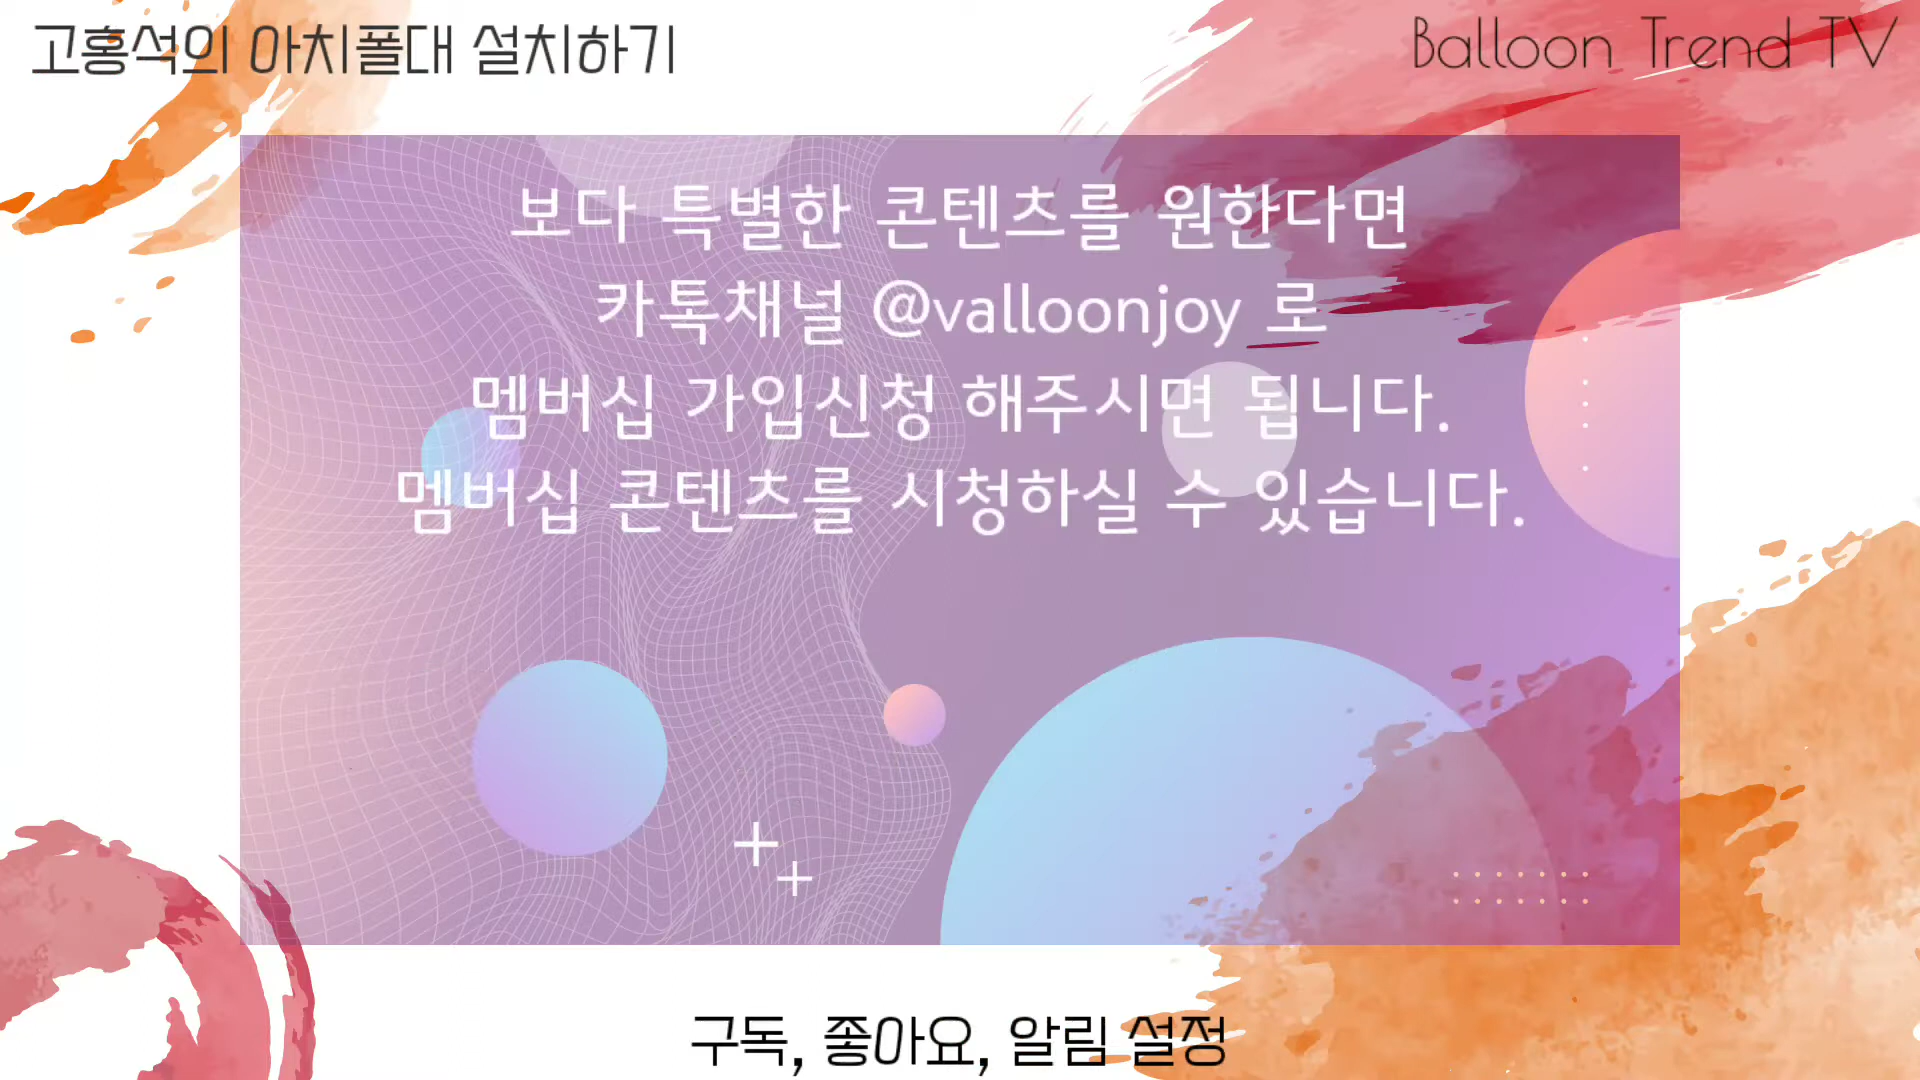 고홍석의 아치폴대 설치하기
Balloon Trend TV
보다 특별한 콘텐츠를 원한다면
카톡채널 @valloonjoy 로
멤버십 가입신청 해주시면 됩니다.
멤버십 콘텐츠를 시청하실 수 있습니다.
구독, 좋아요, 알림 설정